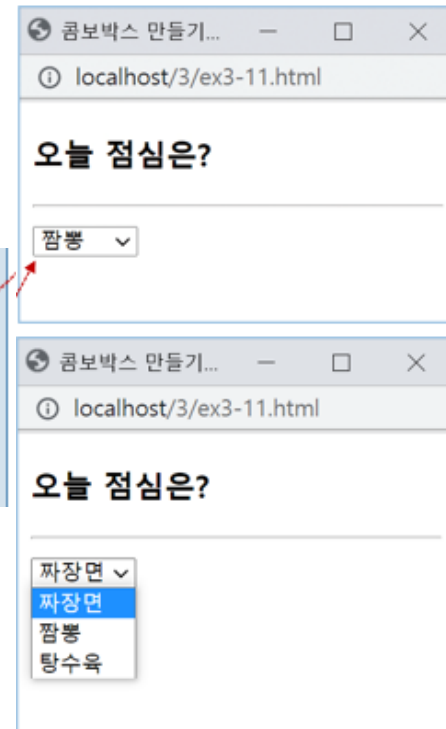 콤보박스 만들기...
localhost/3/ex3-11.html
오늘 점심은?
짬뽕
콤보박스 만들기...
localhost/3/ex3-11.html
오늘 점심은?
짜장면
짜장면
짬뽕
탕수육